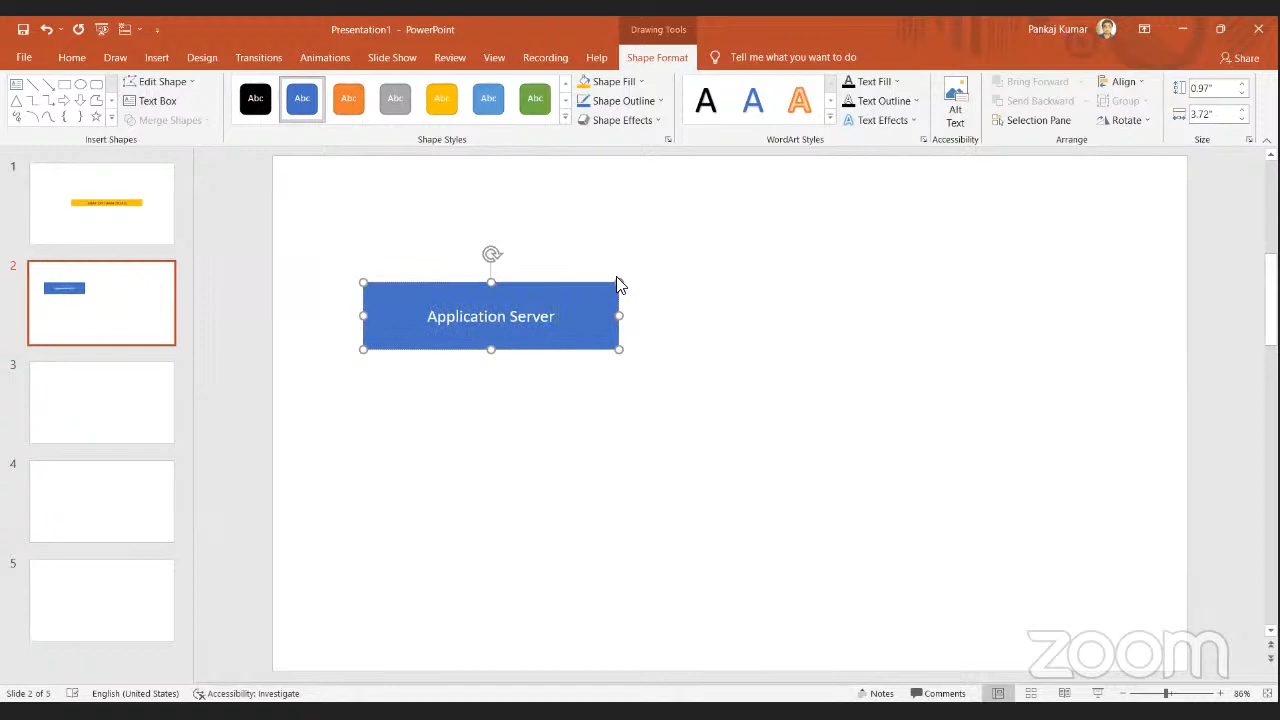 Presentation1 - PowerPoint
Drawing Tools
Pankaj Kumar
File Home Draw Insert Design Transitions Animations Slide Show Review View Recording Help Shape Format Tell me what you want to do Share
Edit Shape
Text Box
Merge Shapes
Insert Shapes
Abc Abc Abc Abc Abc Abc Abc
Shape Styles
Shape Fill
Shape Outline
Shape Effects
A A A
WordArt Styles
Text Fill
Text Outline
Text Effects
Alt
Text
Accessibility
Bring Forward
Send Backward
Selection Pane
Align
Group
Rotate
Arrange
0.97"
3.72"
Size
1
2
3
4
5
Application Server
zoom
Slide 2 of 5 English (United States) Accessibility: Investigate Notes Comments 86%